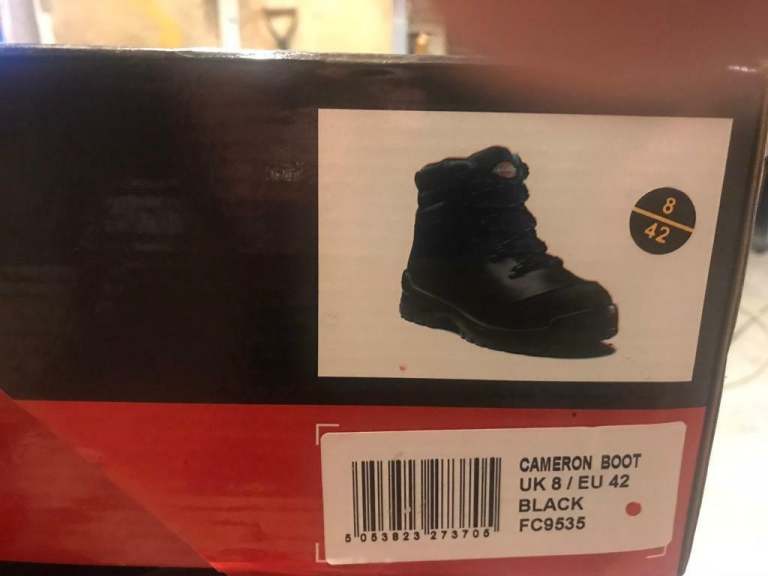 8
42
CAMERON BOOT
UK 8 / EU 42
BLACK
FC9535
5 053823 273705